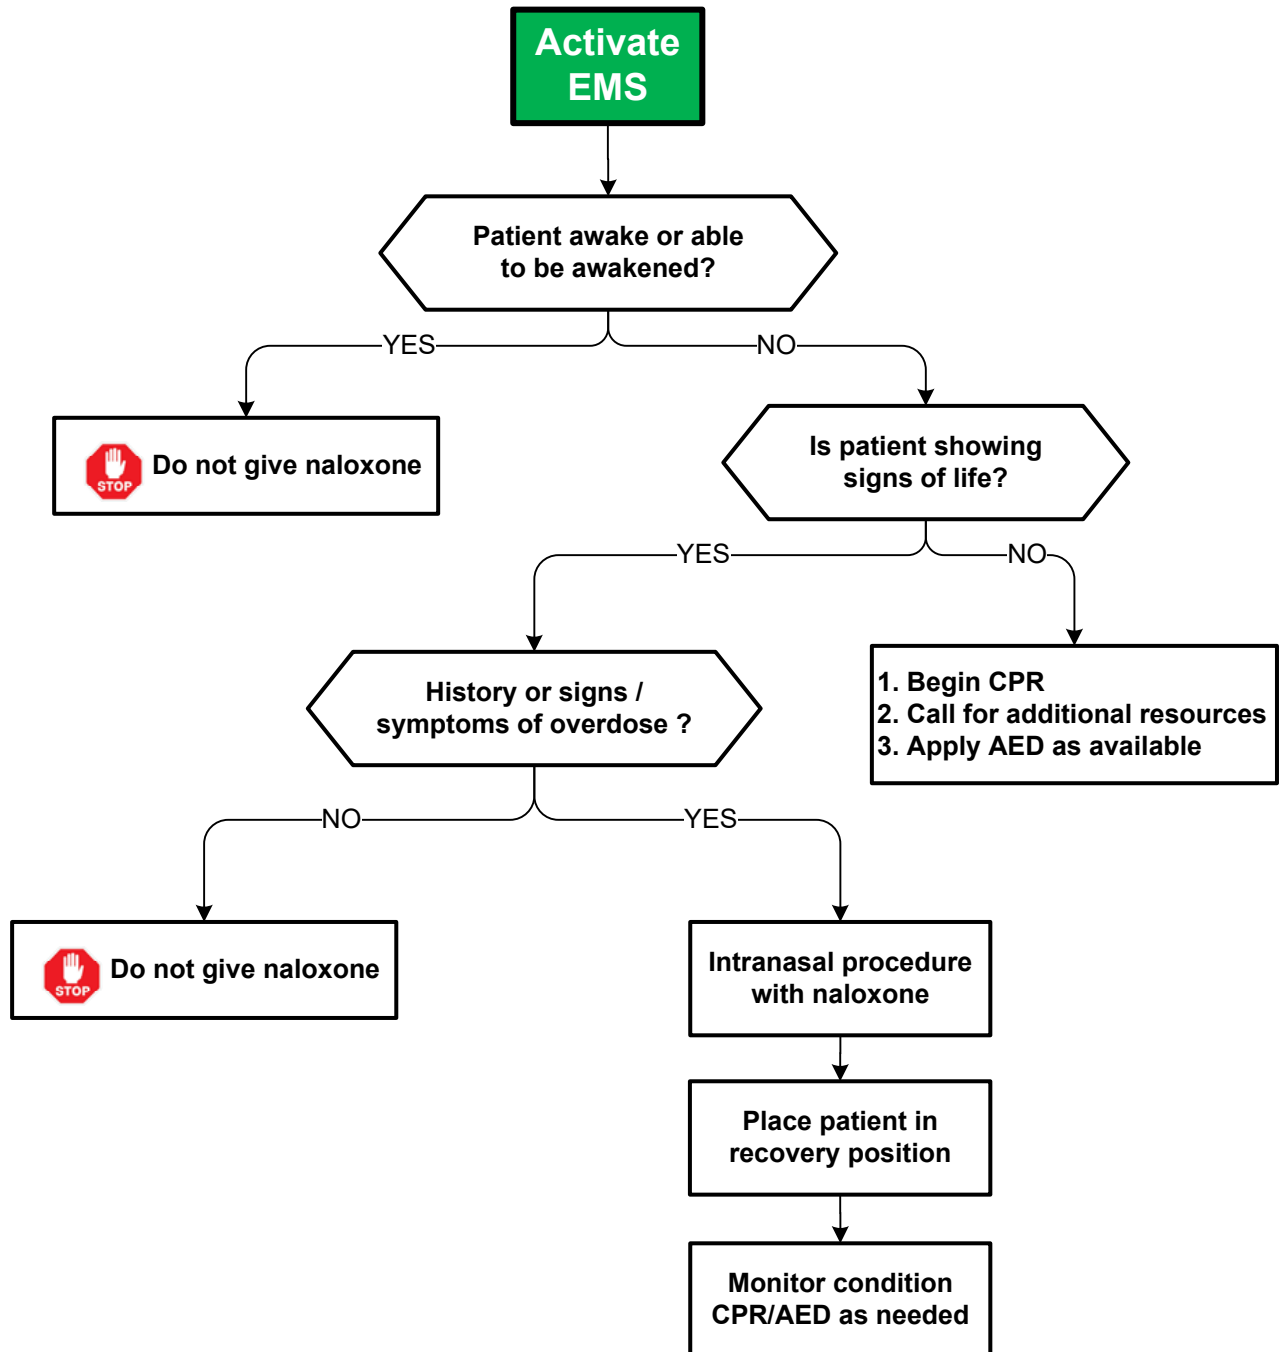 Activate
EMS
Patient awake or able
to be awakened?
YES
NO
STOP
Do not give naloxone
Is patient showing
signs of life?
YES
NO
History or signs /
symptoms of overdose ?
1. Begin CPR
2. Call for additional resources
3. Apply AED as available
NO
YES
STOP
Do not give naloxone
Intranasal procedure
with naloxone
Place patient in
recovery position
Monitor condition
CPR/AED as needed